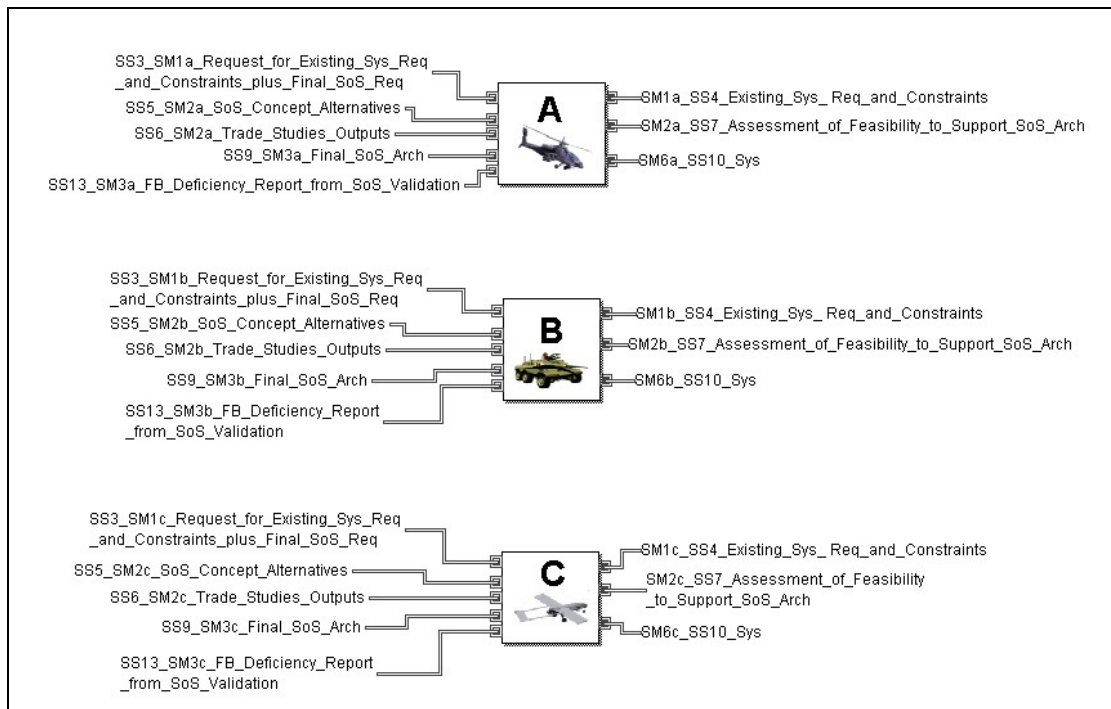 SS3_SM1a_Request_for_Existing_Sys_Req
_and_Constraints_plus_Final_SoS_Req
SS5_SM2a_SoS_Concept_Alternatives
SS6_SM2a_Trade_Studies_Outputs
SS9_SM3a_Final_SoS_Arch
SS13_SM3a_FB_Deficiency_Report_from_SoS_Validation
A
SM1a_SS4_Existing_Sys_ Req_and_Constraints
SM2a_SS7_Assessment_of_Feasibility_to_Support_SoS_Arch
SM6a_SS10_Sys
SS3_SM1b_Request_for_Existing_Sys_Req
_and_Constraints_plus_Final_SoS_Req
SS5_SM2b_SoS_Concept_Alternatives
SS6_SM2b_Trade_Studies_Outputs
SS9_SM3b_Final_SoS_Arch
SS13_SM3b_FB_Deficiency_Report
_from_SoS_Validation
B
SM1b_SS4_Existing_Sys_ Req_and_Constraints
SM2b_SS7_Assessment_of_Feasibility_to_Support_SoS_Arch
SM6b_SS10_Sys
SS3_SM1c_Request_for_Existing_Sys_Req
_and_Constraints_plus_Final_SoS_Req
SS5_SM2c_SoS_Concept_Alternatives
SS6_SM2c_Trade_Studies_Outputs
SS9_SM3c_Final_SoS_Arch
SS13_SM3c_FB_Deficiency_Report
_from_SoS_Validation
C
SM1c_SS4_Existing_Sys_ Req_and_Constraints
SM2c_SS7_Assessment_of_Feasibility
_to_Support_SoS_Arch
SM6c_SS10_Sys